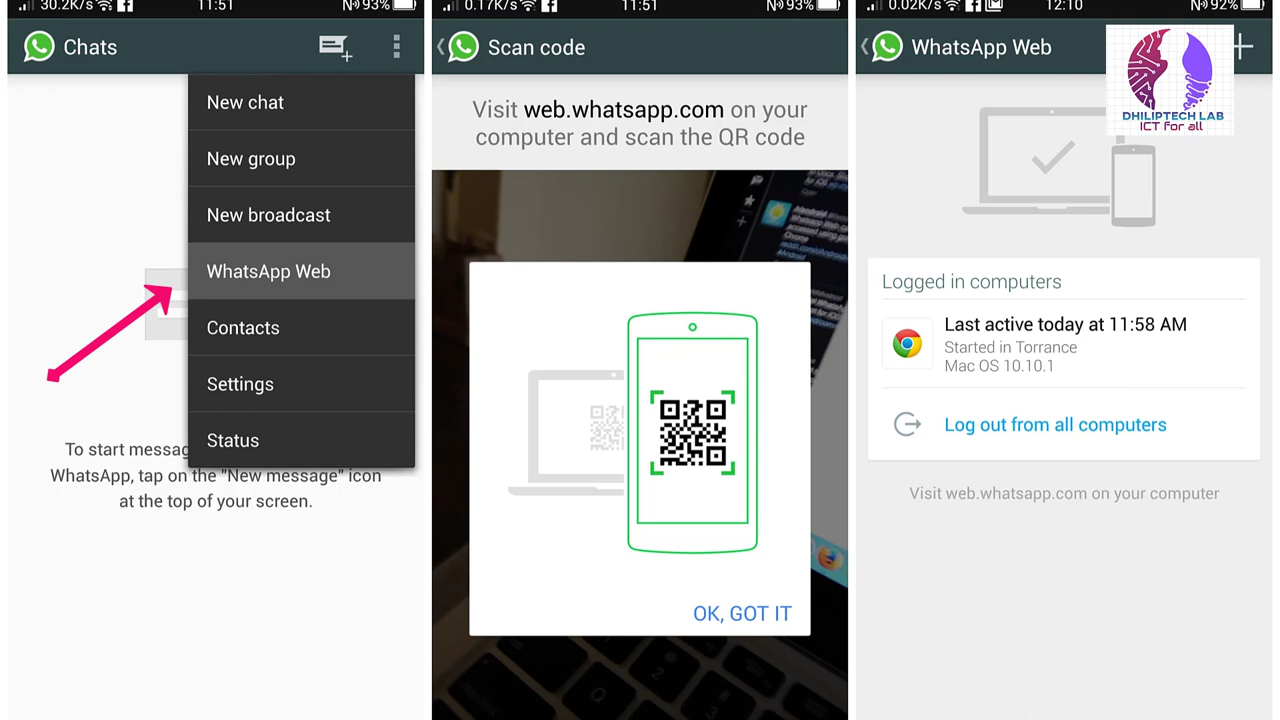 30.2K/s
11:51
N 93%
Chats
New chat
New group
New broadcast
WhatsApp Web
Contacts
Settings
Status
To start messa
WhatsApp, tap on the "New message" icon
at the top of your screen.
0.17K/s
11:51
N 93%
Scan code
Visit web.whatsapp.com on your
computer and scan the QR code
OK, GOT IT
0.02K/s
12:10
N 92%
WhatsApp Web
DHILIPTECH LAB
ICT for all
Logged in computers
Last active today at 11:58 AM
Started in Torrance
Mac OS 10.10.1
Log out from all computers
Visit web.whatsapp.com on your computer